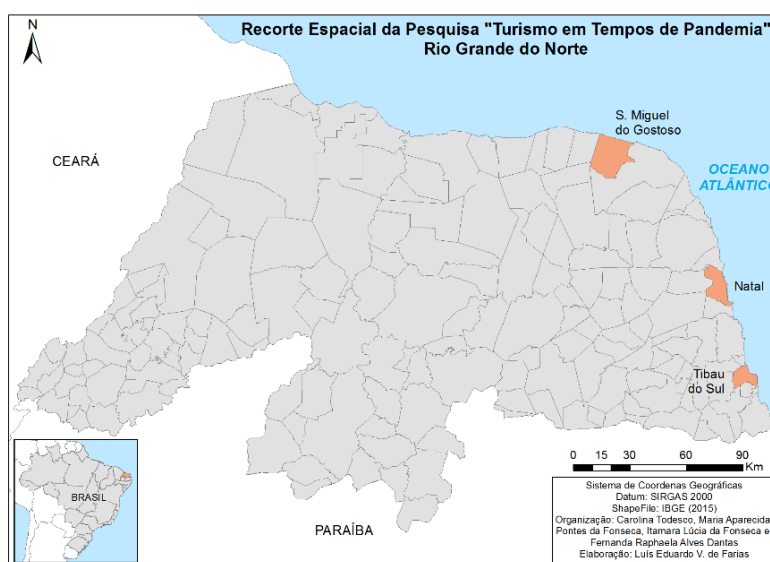 Recorte Espacial da Pesquisa "Turismo em Tempos de Pandemia"
Rio Grande do Norte
N
S. Miguel
do Gostoso
CEARÁ
OCEANO
ATLÂNTICO
Natal
Tibau
do Sul
0 15 30 60 90
Km
BRASIL
PARAÍBA
Sistema de Coordenas Geográficas
Datum: SIRGAS 2000
ShapeFile: IBGE (2015)
Organização: Carolina Todesco, Maria Aparecida
Pontes da Fonseca, Itamara Lúcia da Fonseca e
Fernanda Raphaela Alves Dantas
Elaboração: Luís Eduardo V. de Farias